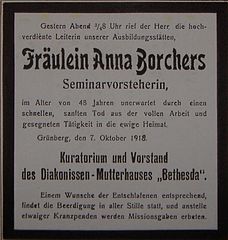 Gestern Abend ¾8 Uhr rief der Herr, die hoch-
verdiente Leiterin unserer Ausbildungsstätten,
Fräulein Anna Borchers
Seminarvorsteherin,
im Alter von 48 Jahren unerwartet durch einen
schnellen, sanften Tod aus der vollen Arbeit und
gesegneten Tätigkeit in die ewige Heimat.
Grünberg, den 7. Oktober 1918.
Kuratorium und Vorstand
des Diakonissen-Mutterhauses „Bethesda“.
Einem Wunsche der Entschlafenen entsprechend,
findet die Beerdigung in aller Stille statt, und anstelle
etwaiger Kranzspenden werden Missionsgaben erbeten.